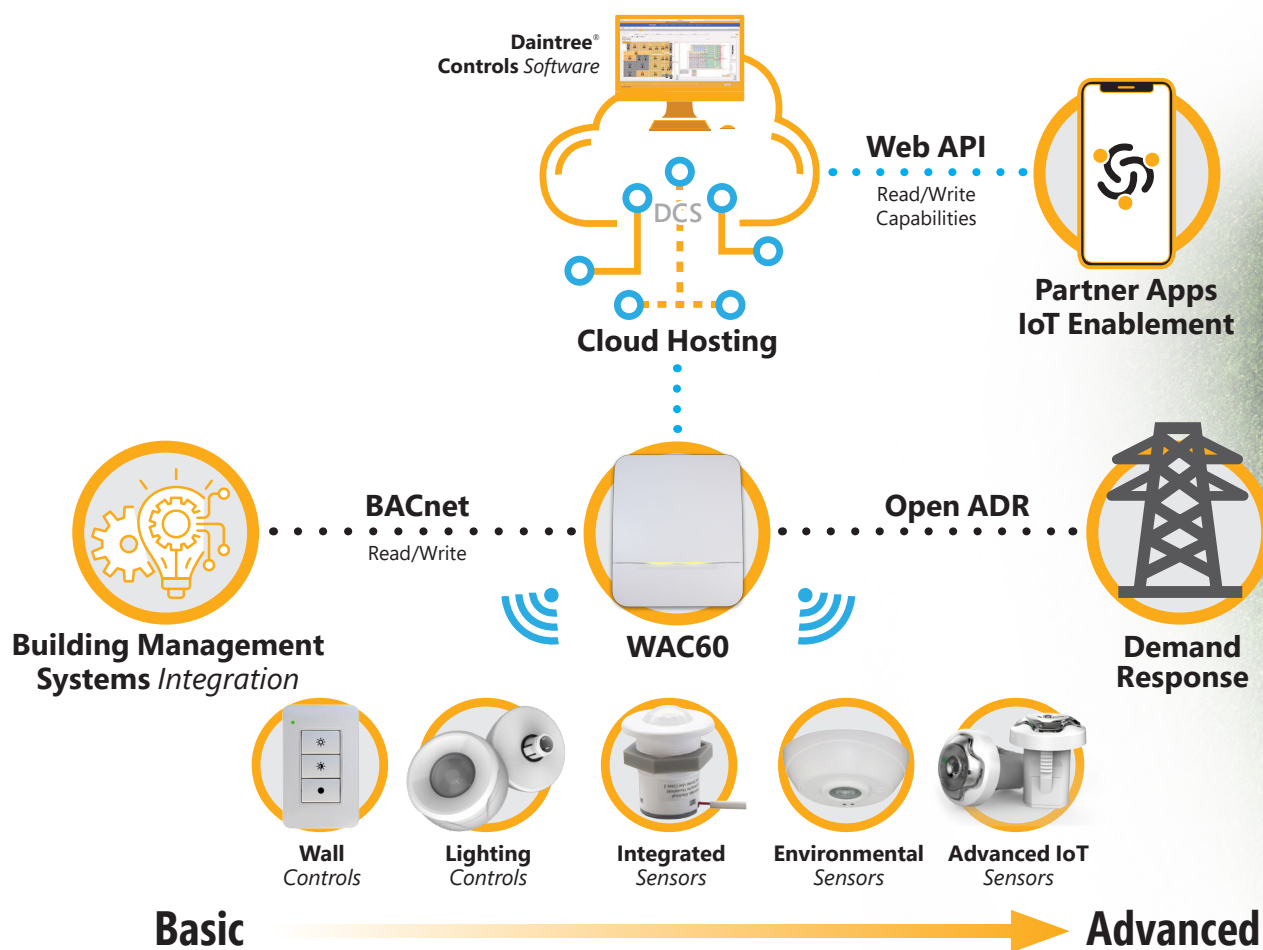 Daintree®
Controls Software
DCS
Cloud Hosting
Web API
Read/Write
Capabilities
Partner Apps
IoT Enablement
BACnet
Read/Write
Open ADR
Building Management
Systems Integration
WAC60
Demand
Response
Wall
Controls
Lighting
Controls
Integrated
Sensors
Environmental
Sensors
Advanced IoT
Sensors
Basic
Advanced